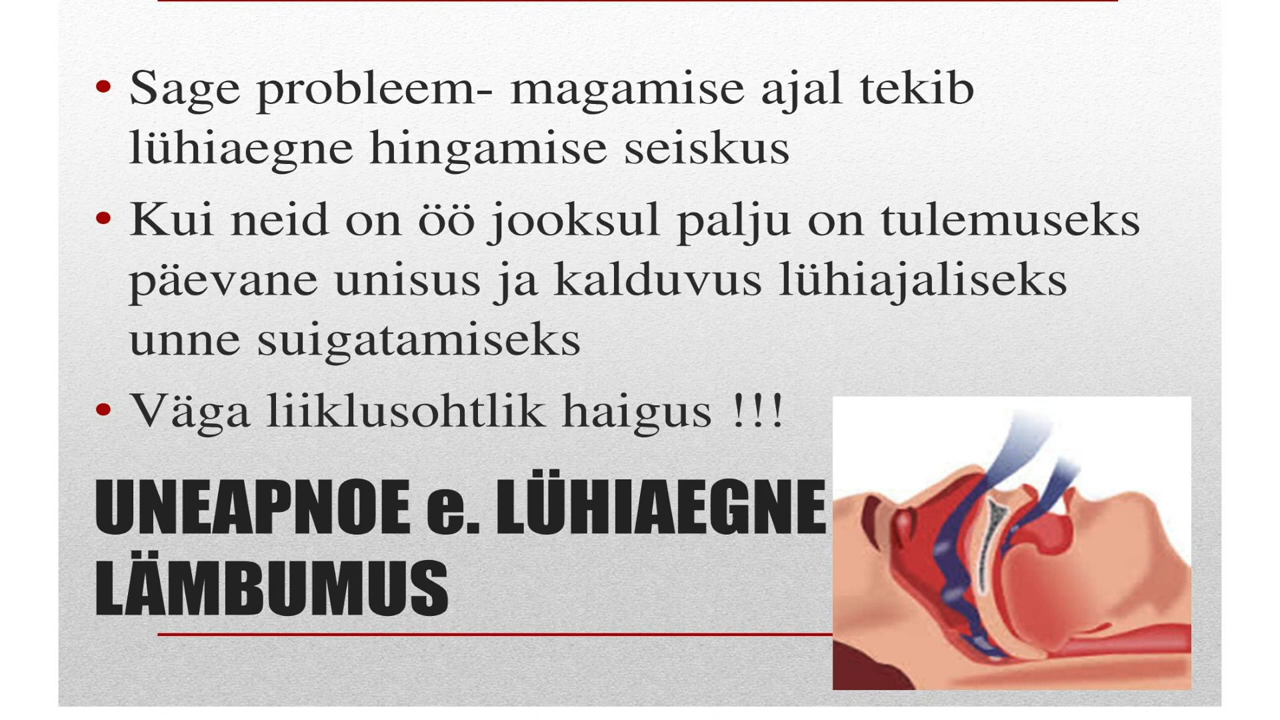 • Sage probleem- magamise ajal tekib
lühiaegne hingamise seiskus
• Kui neid on öö jooksul palju on tulemuseks
päevane unisus ja kalduvus lühiajaliseks
unne suigatamiseks
• Väga liiklusohtlik haigus !!!
UNEAPNOE e. LÜHIAEGNE
LÄMBUMUS